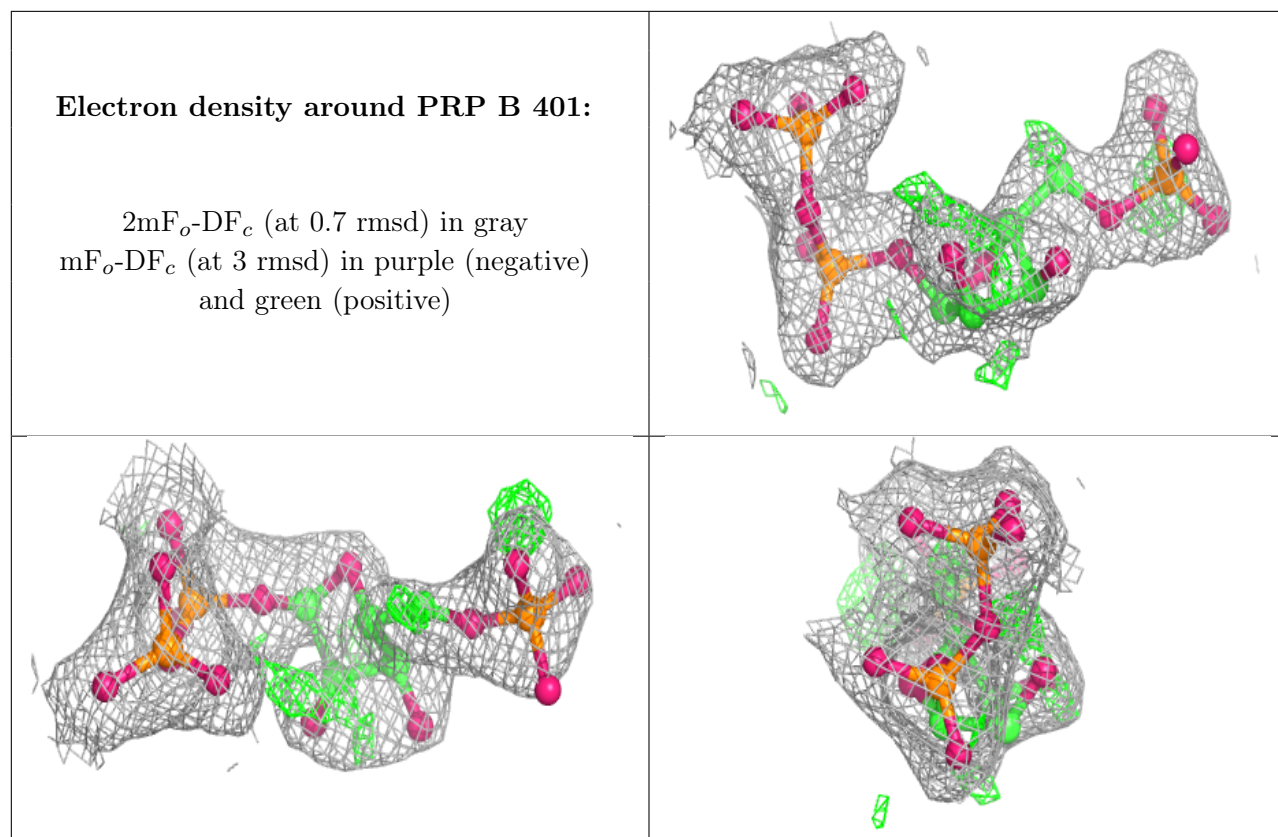 Electron density around PRP B 401:
2mFₒ-DF𝒸 (at 0.7 rmsd) in gray
mFₒ-DF𝒸 (at 3 rmsd) in purple (negative)
and green (positive)